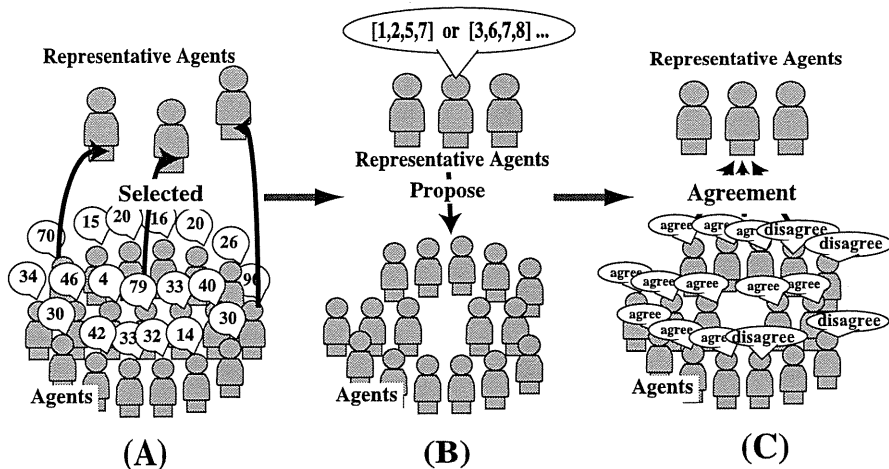 Representative Agents
Selected
70
15
20
16
20
26
34
46
4
79
33
40
30
42
33
32
14
30
Agents
(A)
[1,2,5,7] or [3,6,7,8] ...
Representative Agents
Propose
Agents
(B)
Representative Agents
Agreement
agree
agree
disagree
disagree
agree
agree
agree
agree
agree
agree
agree
disagree
disagree
Agents
(C)